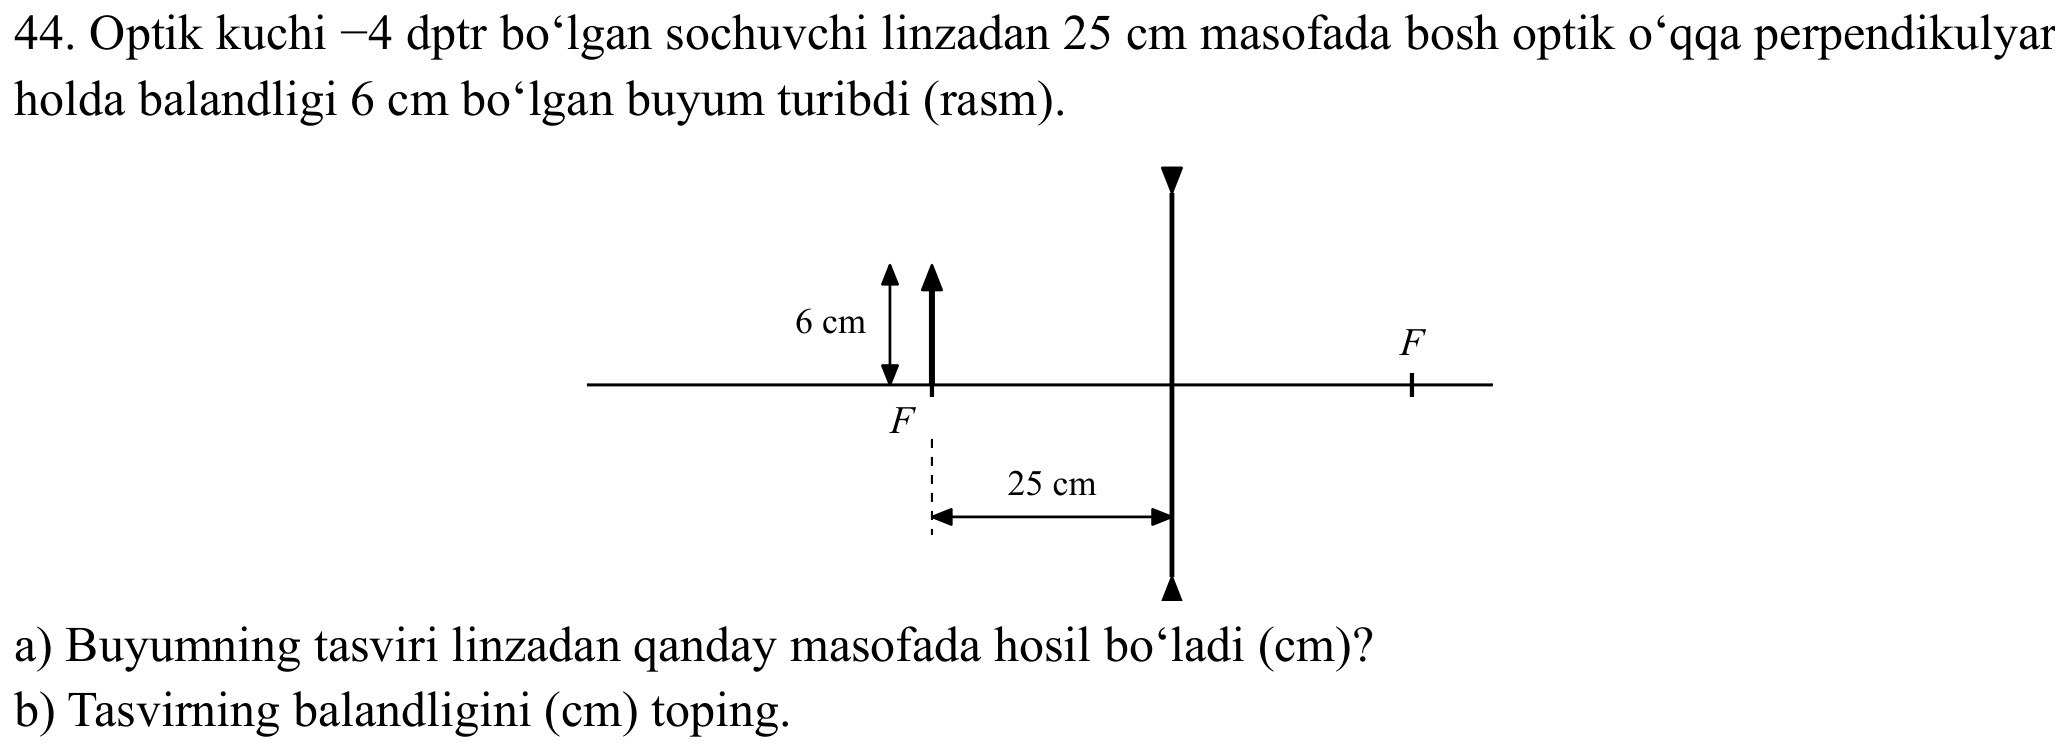 44. Optik kuchi −4 dptr bo‘lgan sochuvchi linzadan 25 cm masofada bosh optik o‘qqa perpendikulyar
holda balandligi 6 cm bo‘lgan buyum turibdi (rasm).
6 cm
F
F
25 cm
a) Buyumning tasviri linzadan qanday masofada hosil bo‘ladi (cm)?
b) Tasvirning balandligini (cm) toping.